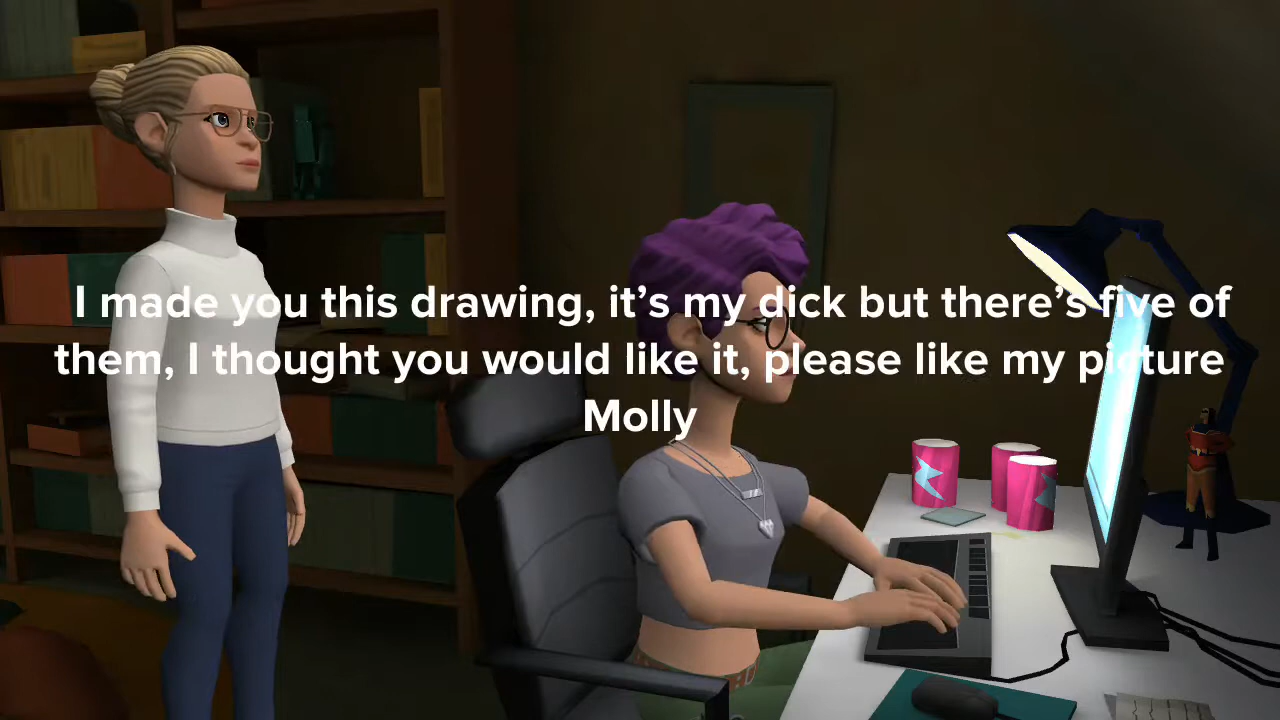 I made you this drawing, it’s my dick but there’s five of
them, I thought you would like it, please like my picture
Molly